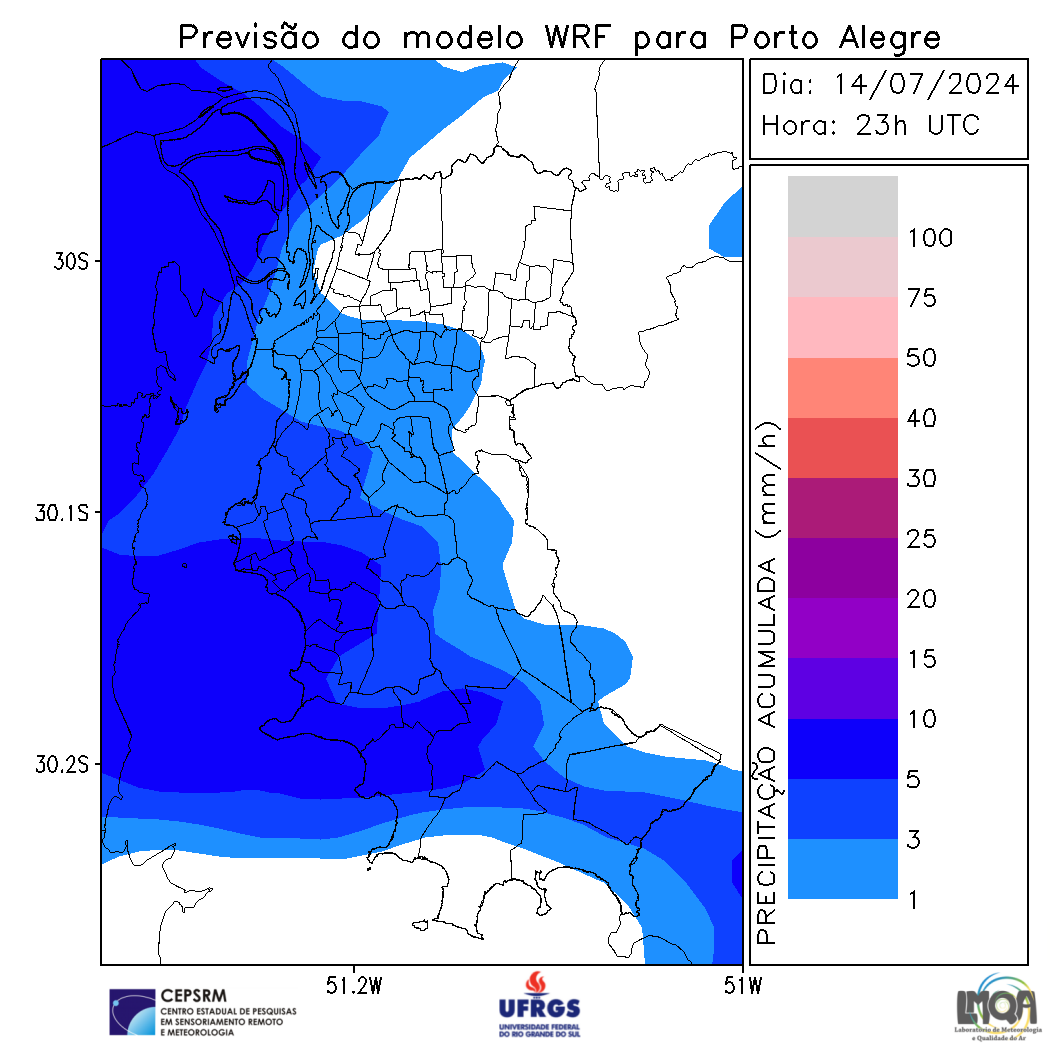 Previsão do modelo WRF para Porto Alegre
Dia: 14/07/2024
Hora: 23h UTC
30S
30.1S
30.2S
51.2W
51W
PRECIPITAÇÃO ACUMULADA (mm/h)
100
75
50
40
30
25
20
15
10
5
3
1
CEPSRM
CENTRO ESTADUAL DE PESQUISAS
EM SENSORIAMENTO REMOTO
E METEOROLOGIA
UFRGS
UNIVERSIDADE FEDERAL
DO RIO GRANDE DO SUL
LMQA
Laboratório de Meteorologia
e Qualidade do Ar